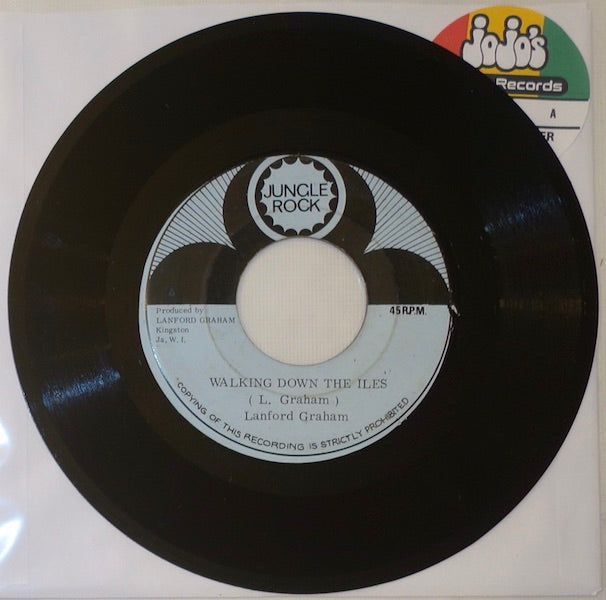 jojo's
Records
A
ER
JUNGLE
ROCK
Produced by
LANFORD GRAHAM
Kingston
Ja, W. I.
45 R.P.M.
WALKING DOWN THE ILES
( L. Graham )
Lanford Graham
COPYING OF THIS RECORDING IS STRICTLY PROHIBITED